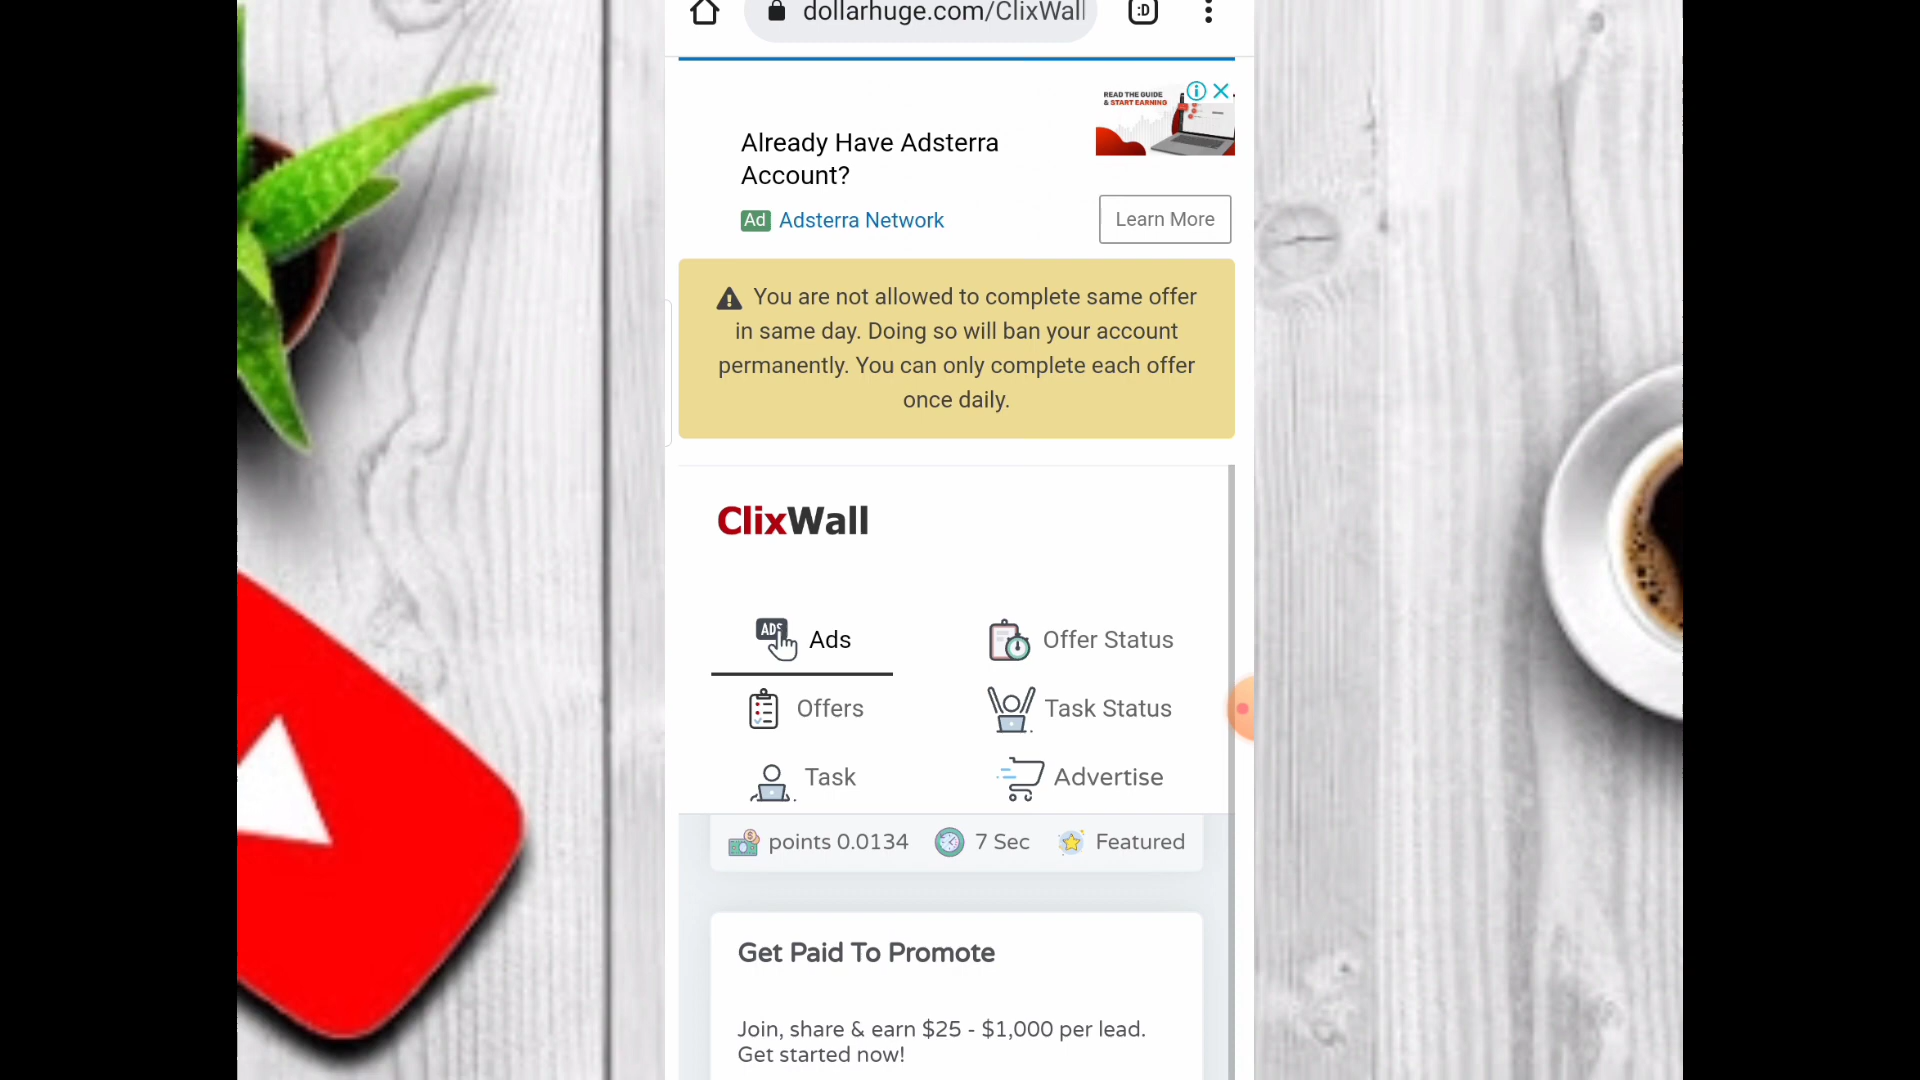 dollarhuge.com/ClixWall
:D
READ THE GUIDE
& START EARNING
Already Have Adsterra
Account?
Ad Adsterra Network
Learn More
You are not allowed to complete same offer
in same day. Doing so will ban your account
permanently. You can only complete each offer
once daily.
ClixWall
ADS Ads
Offer Status
Offers
Task Status
Task
Advertise
points 0.0134 7 Sec Featured
Get Paid To Promote
Join, share & earn $25 - $1,000 per lead.
Get started now!